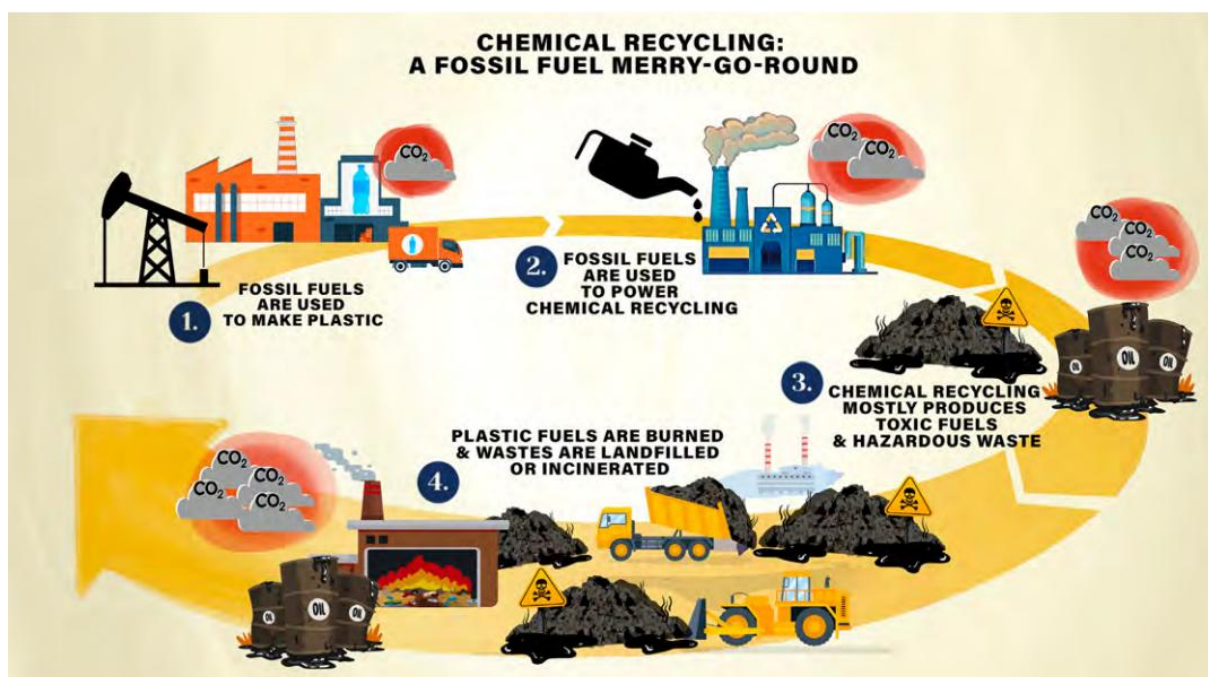 CHEMICAL RECYCLING:
A FOSSIL FUEL MERRY-GO-ROUND
CO2
1.
FOSSIL FUELS
ARE USED
TO MAKE PLASTIC
CO2
CO2
2.
FOSSIL FUELS
ARE USED
TO POWER
CHEMICAL RECYCLING
CO2
CO2
CO2
OIL
OIL
OIL
3.
CHEMICAL RECYCLING
MOSTLY PRODUCES
TOXIC FUELS
& HAZARDOUS WASTE
4.
PLASTIC FUELS ARE BURNED
& WASTES ARE LANDFILLED
OR INCINERATED
CO2
CO2
CO2
CO2
OIL
OIL
OIL